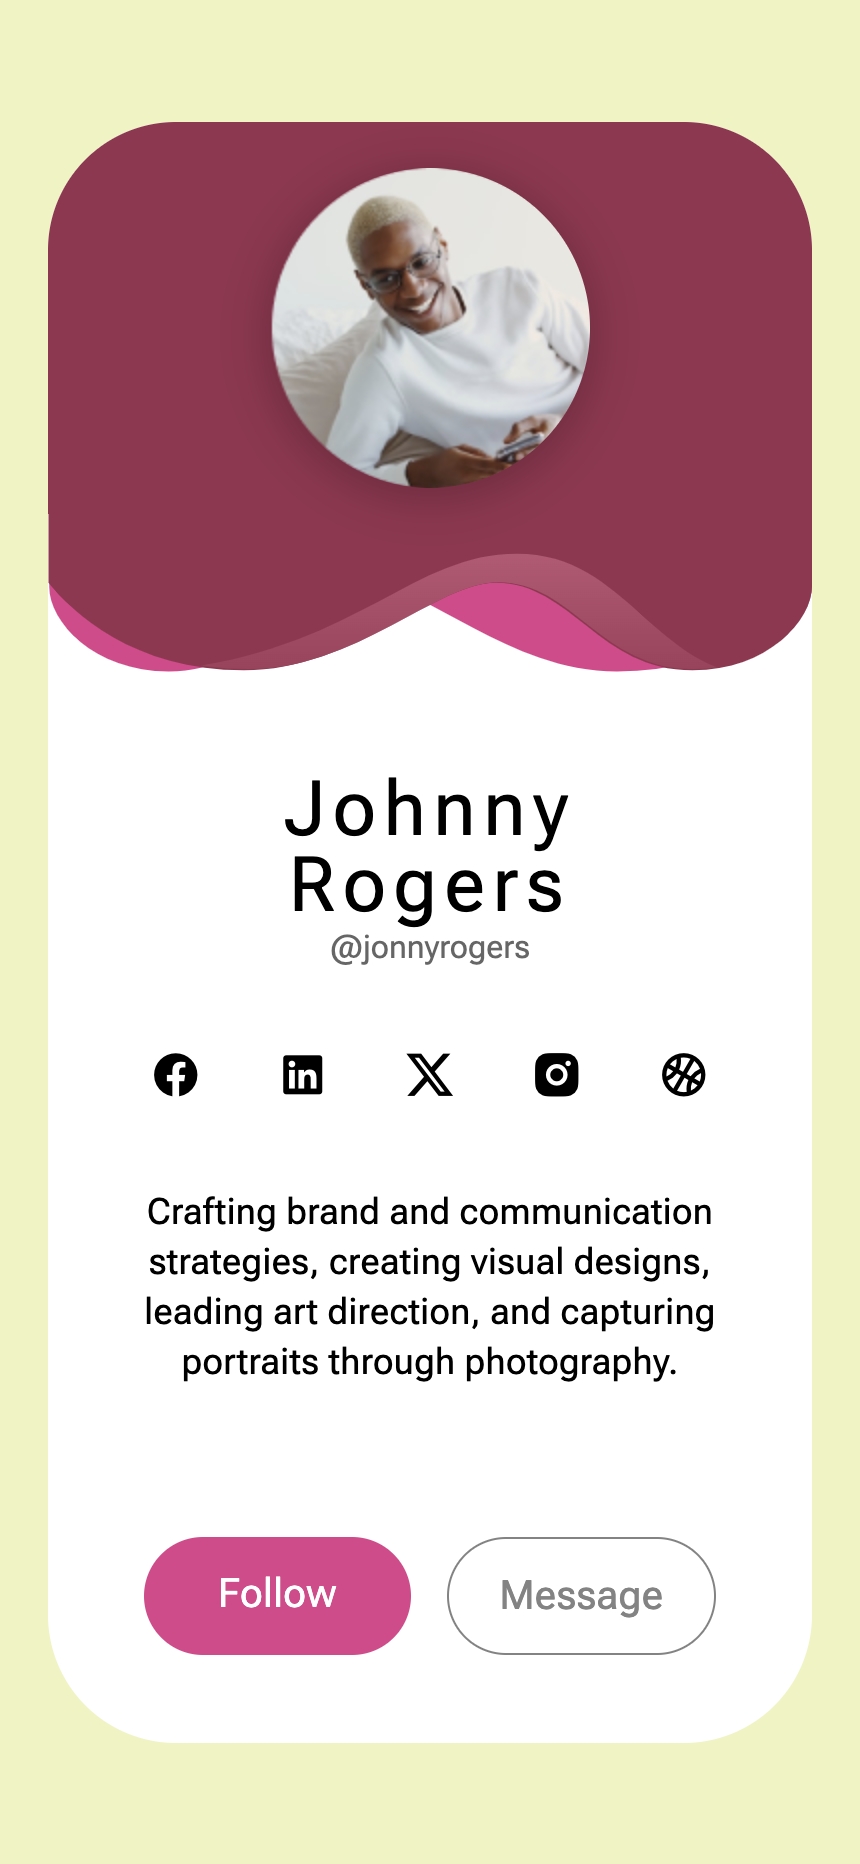 Johnny
Rogers
@jonnyrogers
Crafting brand and communication
strategies, creating visual designs,
leading art direction, and capturing
portraits through photography.
Follow
Message